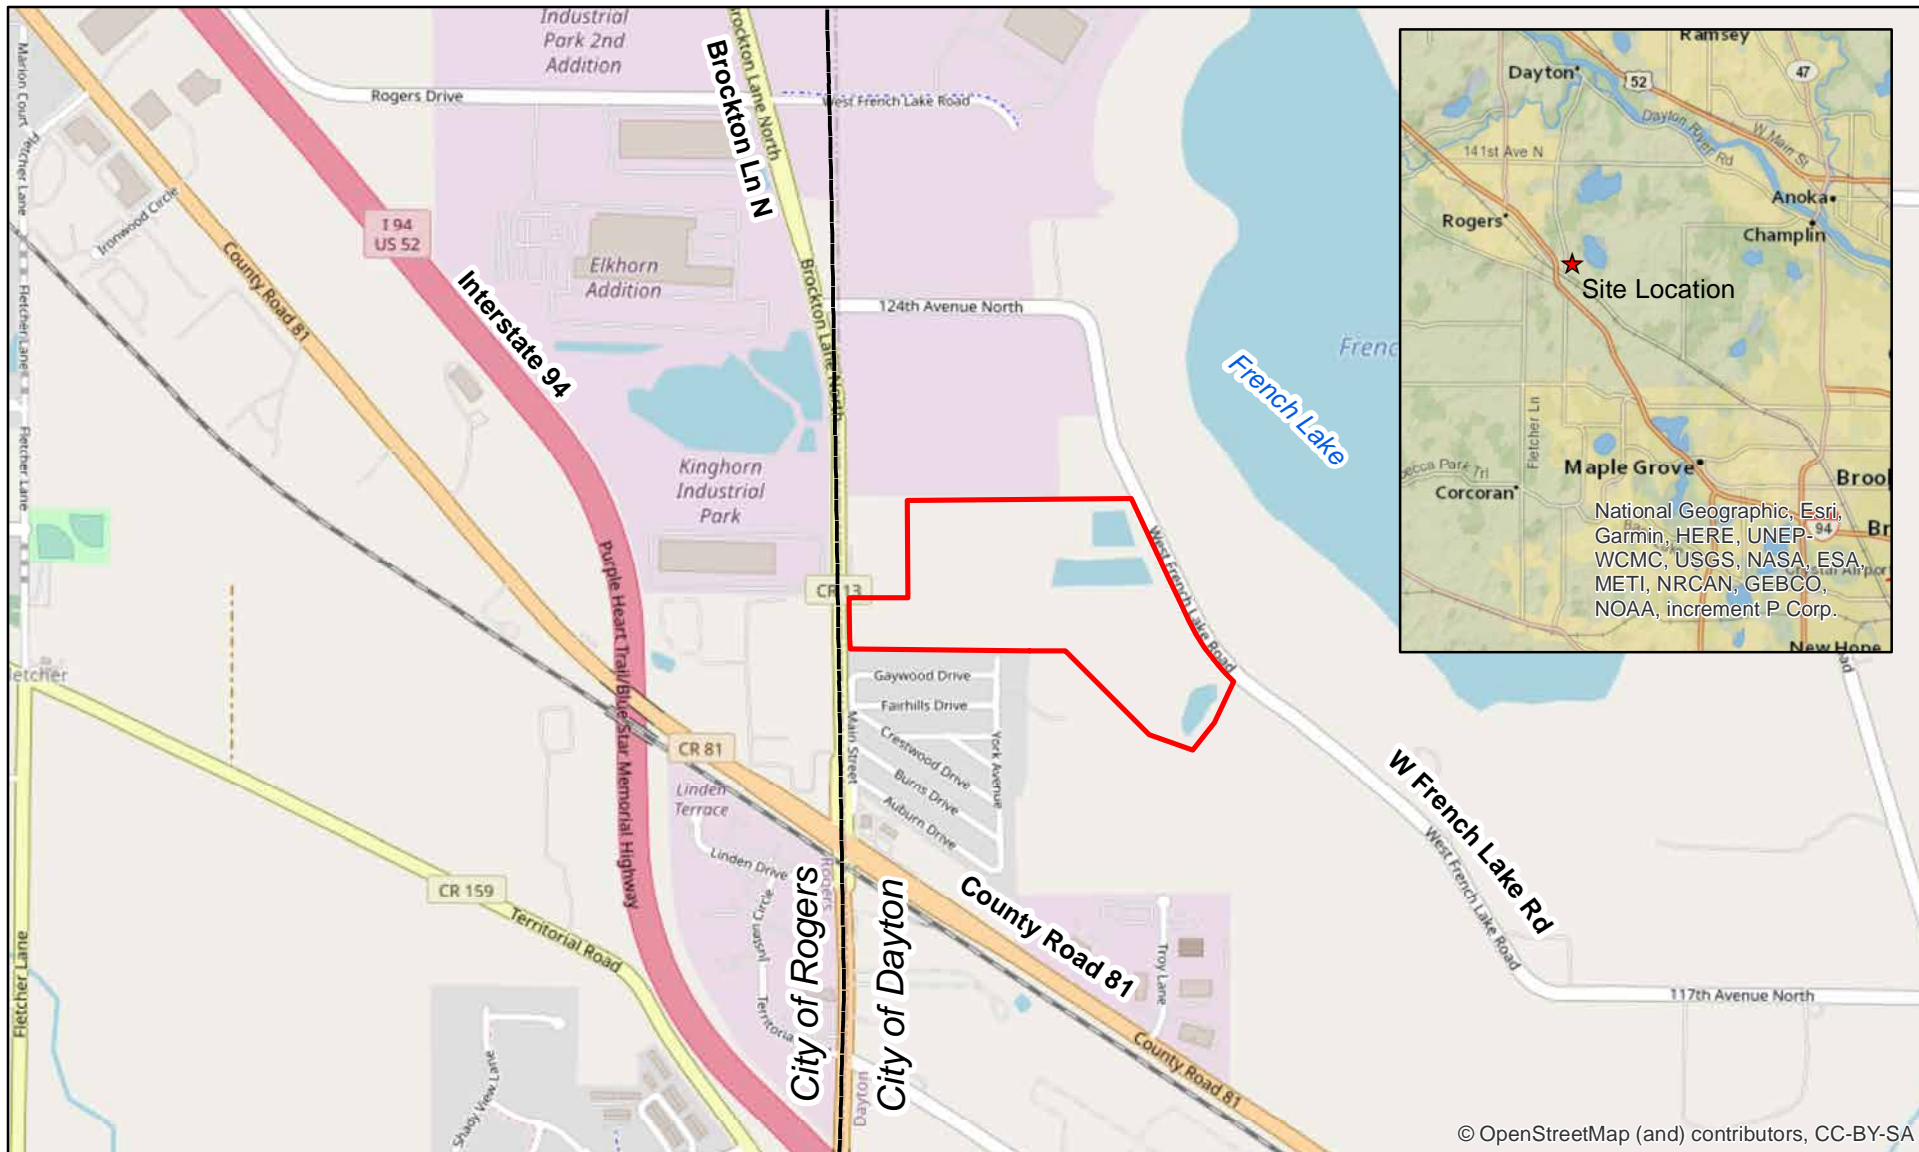 Industrial
Park 2nd
Addition
Brockton Lane North
Brockton Ln N
Rogers Drive
West French Lake Road
Marion Court
Fletcher Lane
Ironwood Circle
I 94
US 52
County Road 81
Interstate 94
Elkhorn
Addition
Brockton Lane North
124th Avenue North
French Lake
Fletcher Lane
Fletcher Lane
Kinghorn
Industrial
Park
CR 13
West French Lake Road
Purple Heart Trail/Blue Star Memorial Highway
Gaywood Drive
Fairhills Drive
Crestwood Drive
Burns Drive
Auburn Drive
York Avenue
Main Street
CR 81
Linden
Terrace
Linden Drive
CR 159
Territorial Road
Fletcher Lane
Rogers
City of Rogers
City of Dayton
Dayton
County Road 81
Troy Lane
County Road 81
W French Lake Rd
West French Lake Road
117th Avenue North
Shady View Lane
Ramsey
Dayton
52
47
Dayton River Rd
W Main St
141st Ave N
Anoka
Rogers
Champlin
Site Location
Fletcher Ln
Maple Grove
Corcoran
94
National Geographic, Esri,
Garmin, HERE, UNEP-
WCMC, USGS, NASA, ESA,
METI, NRCAN, GEBCO,
NOAA, increment P Corp.
New Hope
© OpenStreetMap (and) contributors, CC-BY-SA